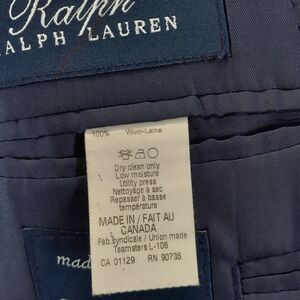 Ralph
RALPH LAUREN
100% Wool-Laine
Dry clean only
Low moisture
Utility press
Nettoyage à sec
Repasser à basse
température
MADE IN / FAIT AU
CANADA
Fab. syndicale / Union made
Teamsters L-106
CA 01129 RN 90735
mad